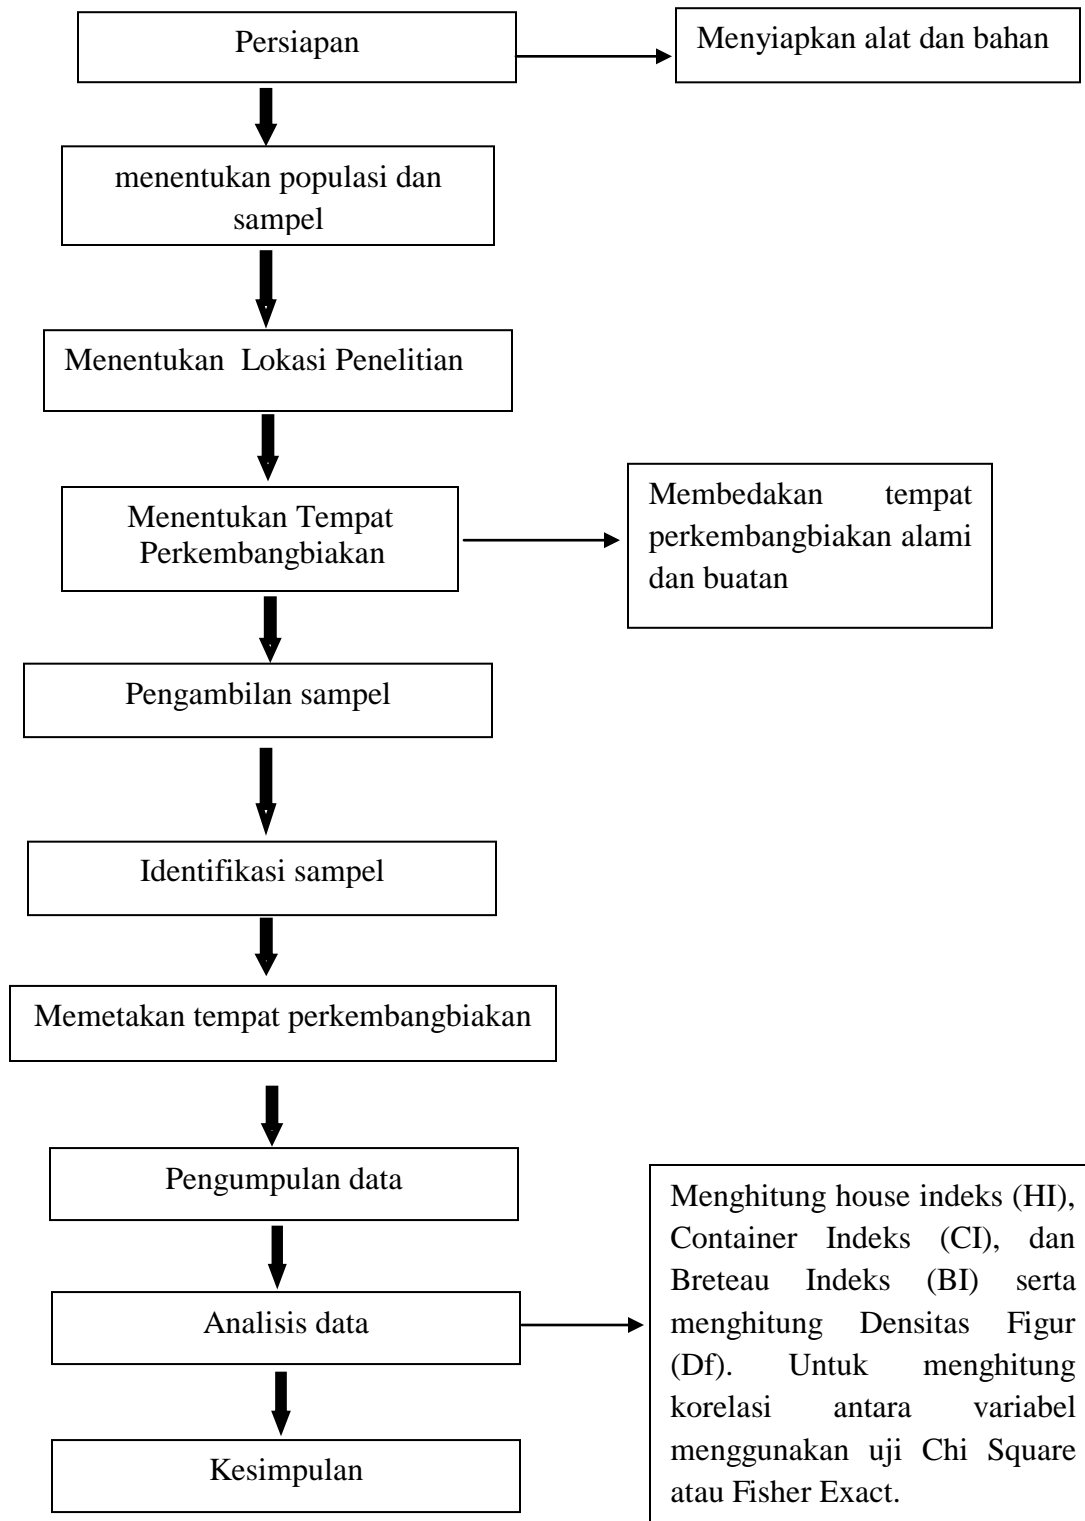 Persiapan
Menyiapkan alat dan bahan
menentukan populasi dan
sampel
Menentukan  Lokasi Penelitian
Menentukan Tempat
Perkembangbiakan
Membedakan tempat
perkembangbiakan alami
dan buatan
Pengambilan sampel
Identifikasi sampel
Memetakan tempat perkembangbiakan
Pengumpulan data
Analisis data
Menghitung house indeks (HI),
Container Indeks (CI), dan
Breteau Indeks (BI) serta
menghitung Densitas Figur
(Df). Untuk menghitung
korelasi antara variabel
menggunakan uji Chi Square
atau Fisher Exact.
Kesimpulan